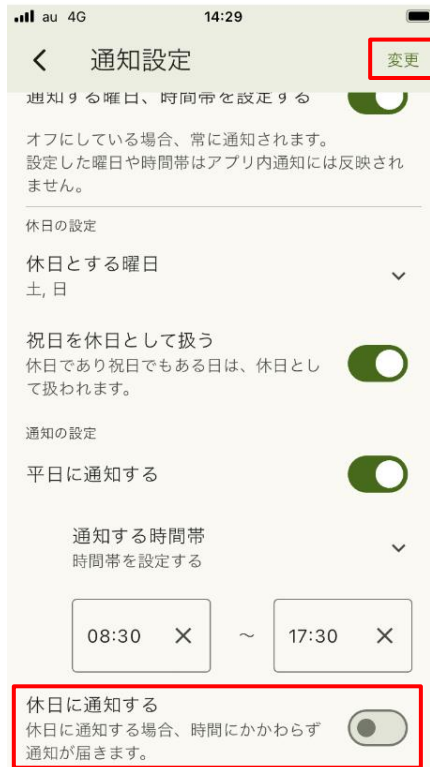 au 4G 14:29
通知設定 変更
通知する曜日、時間帯を設定する
オフにしている場合、常に通知されます。
設定した曜日や時間帯はアプリ内通知には反映され
ません。
休日の設定
休日とする曜日
土, 日
祝日を休日として扱う
休日であり祝日でもある日は、休日とし
て扱われます。
通知の設定
平日に通知する
通知する時間帯
時間帯を設定する
08:30 ～ 17:30
休日に通知する
休日に通知する場合、時間にかかわらず
通知が届きます。